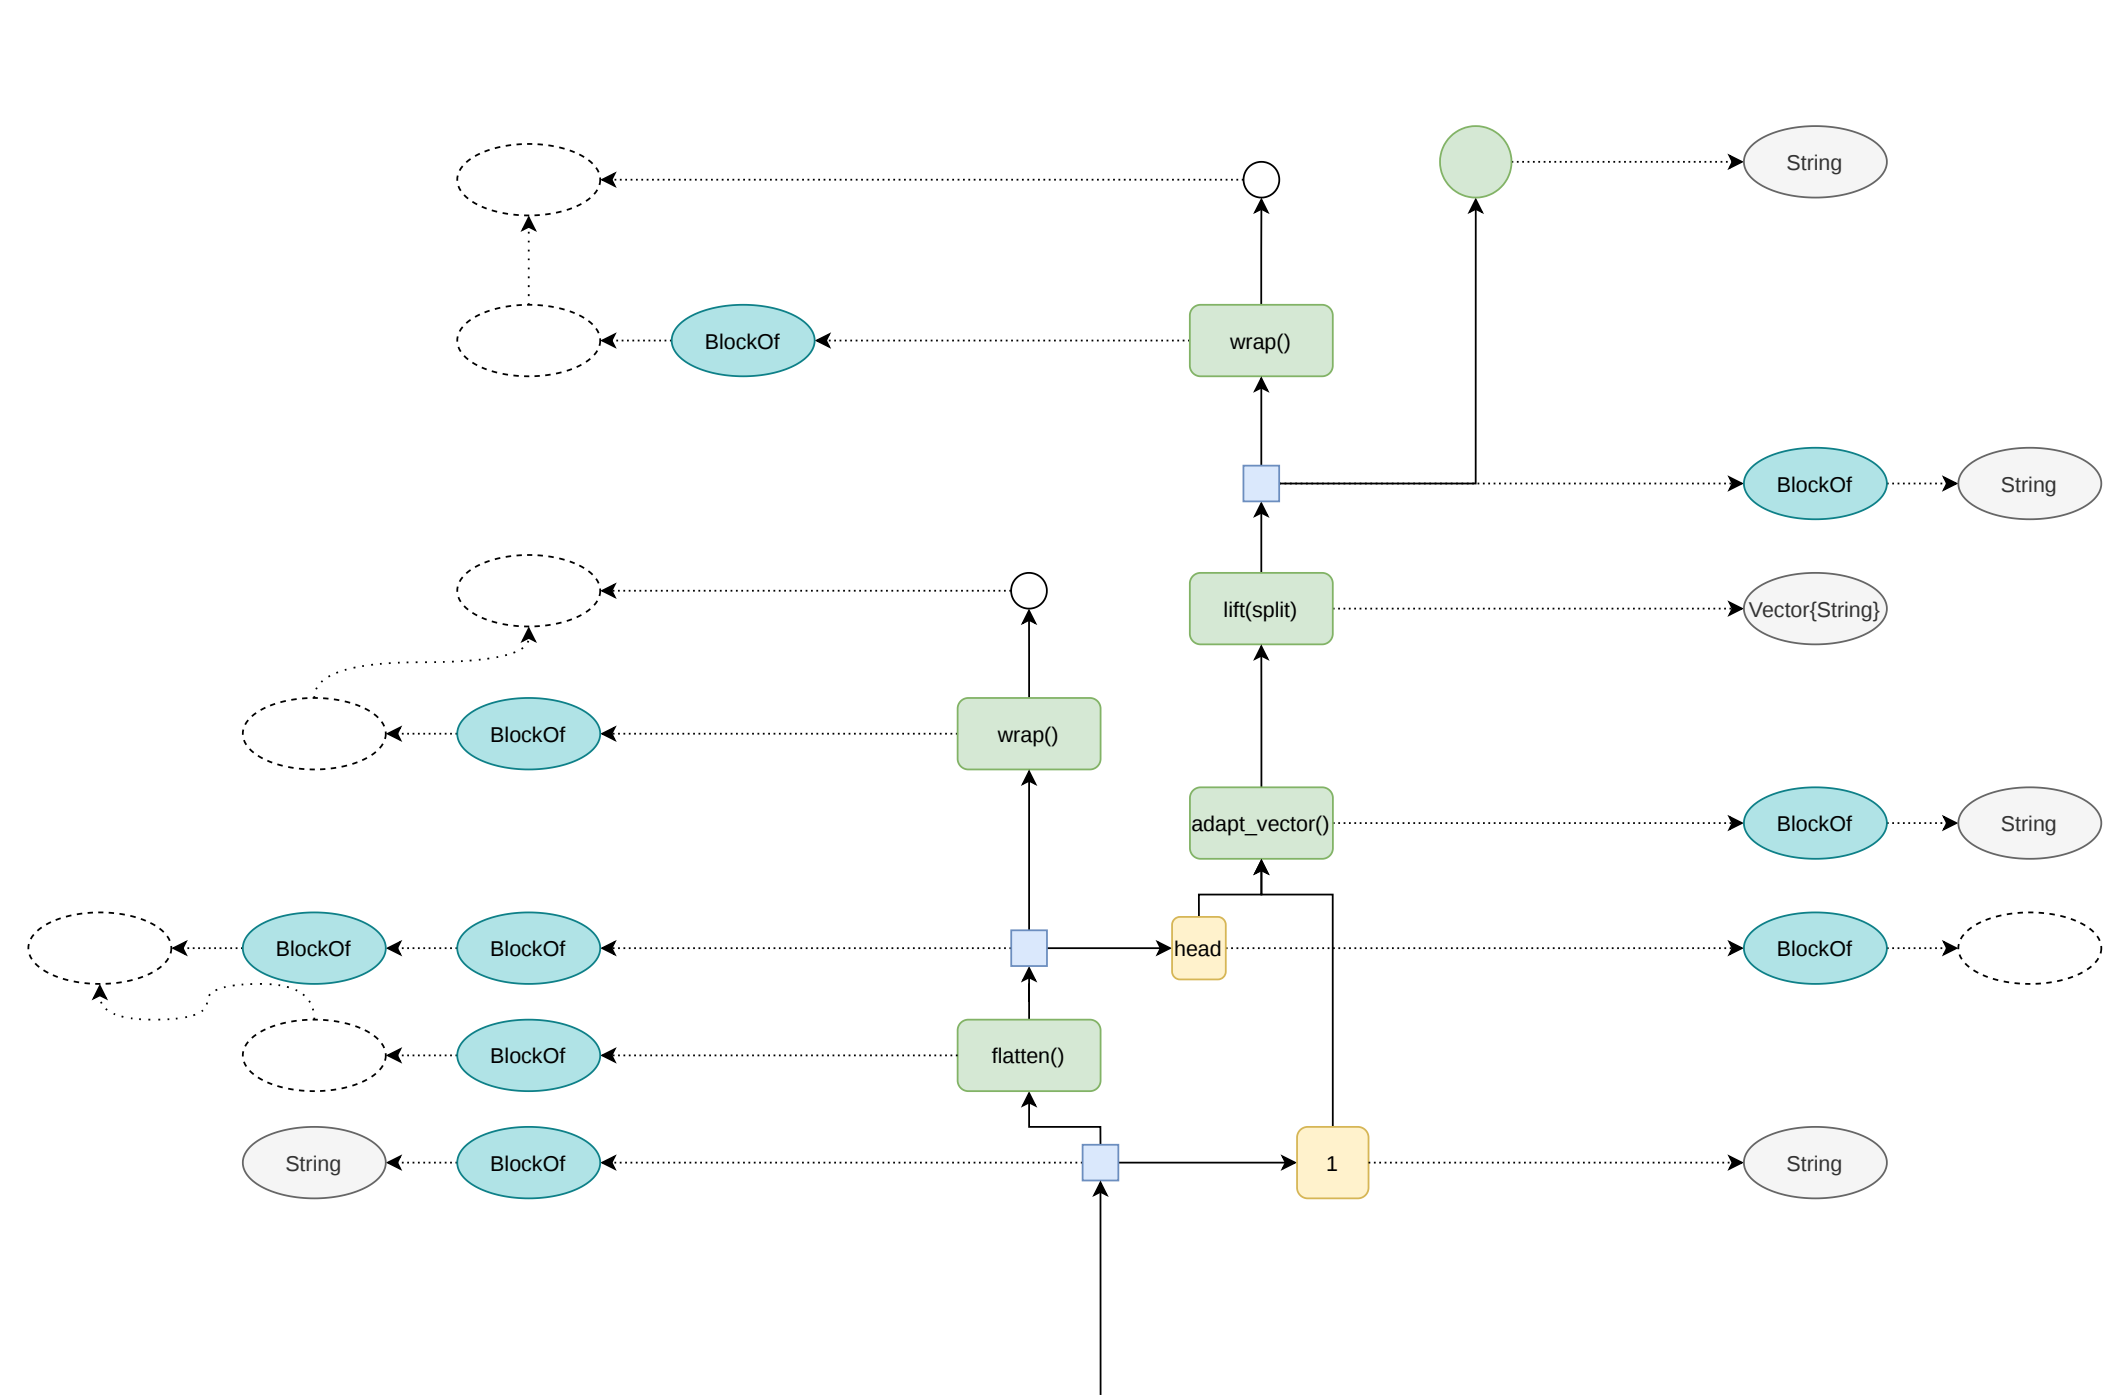 String
BlockOf
wrap()
BlockOf
String
lift(split)
Vector{String}
BlockOf
wrap()
adapt_vector()
BlockOf
String
BlockOf
BlockOf
head
BlockOf
BlockOf
flatten()
String
BlockOf
1
String